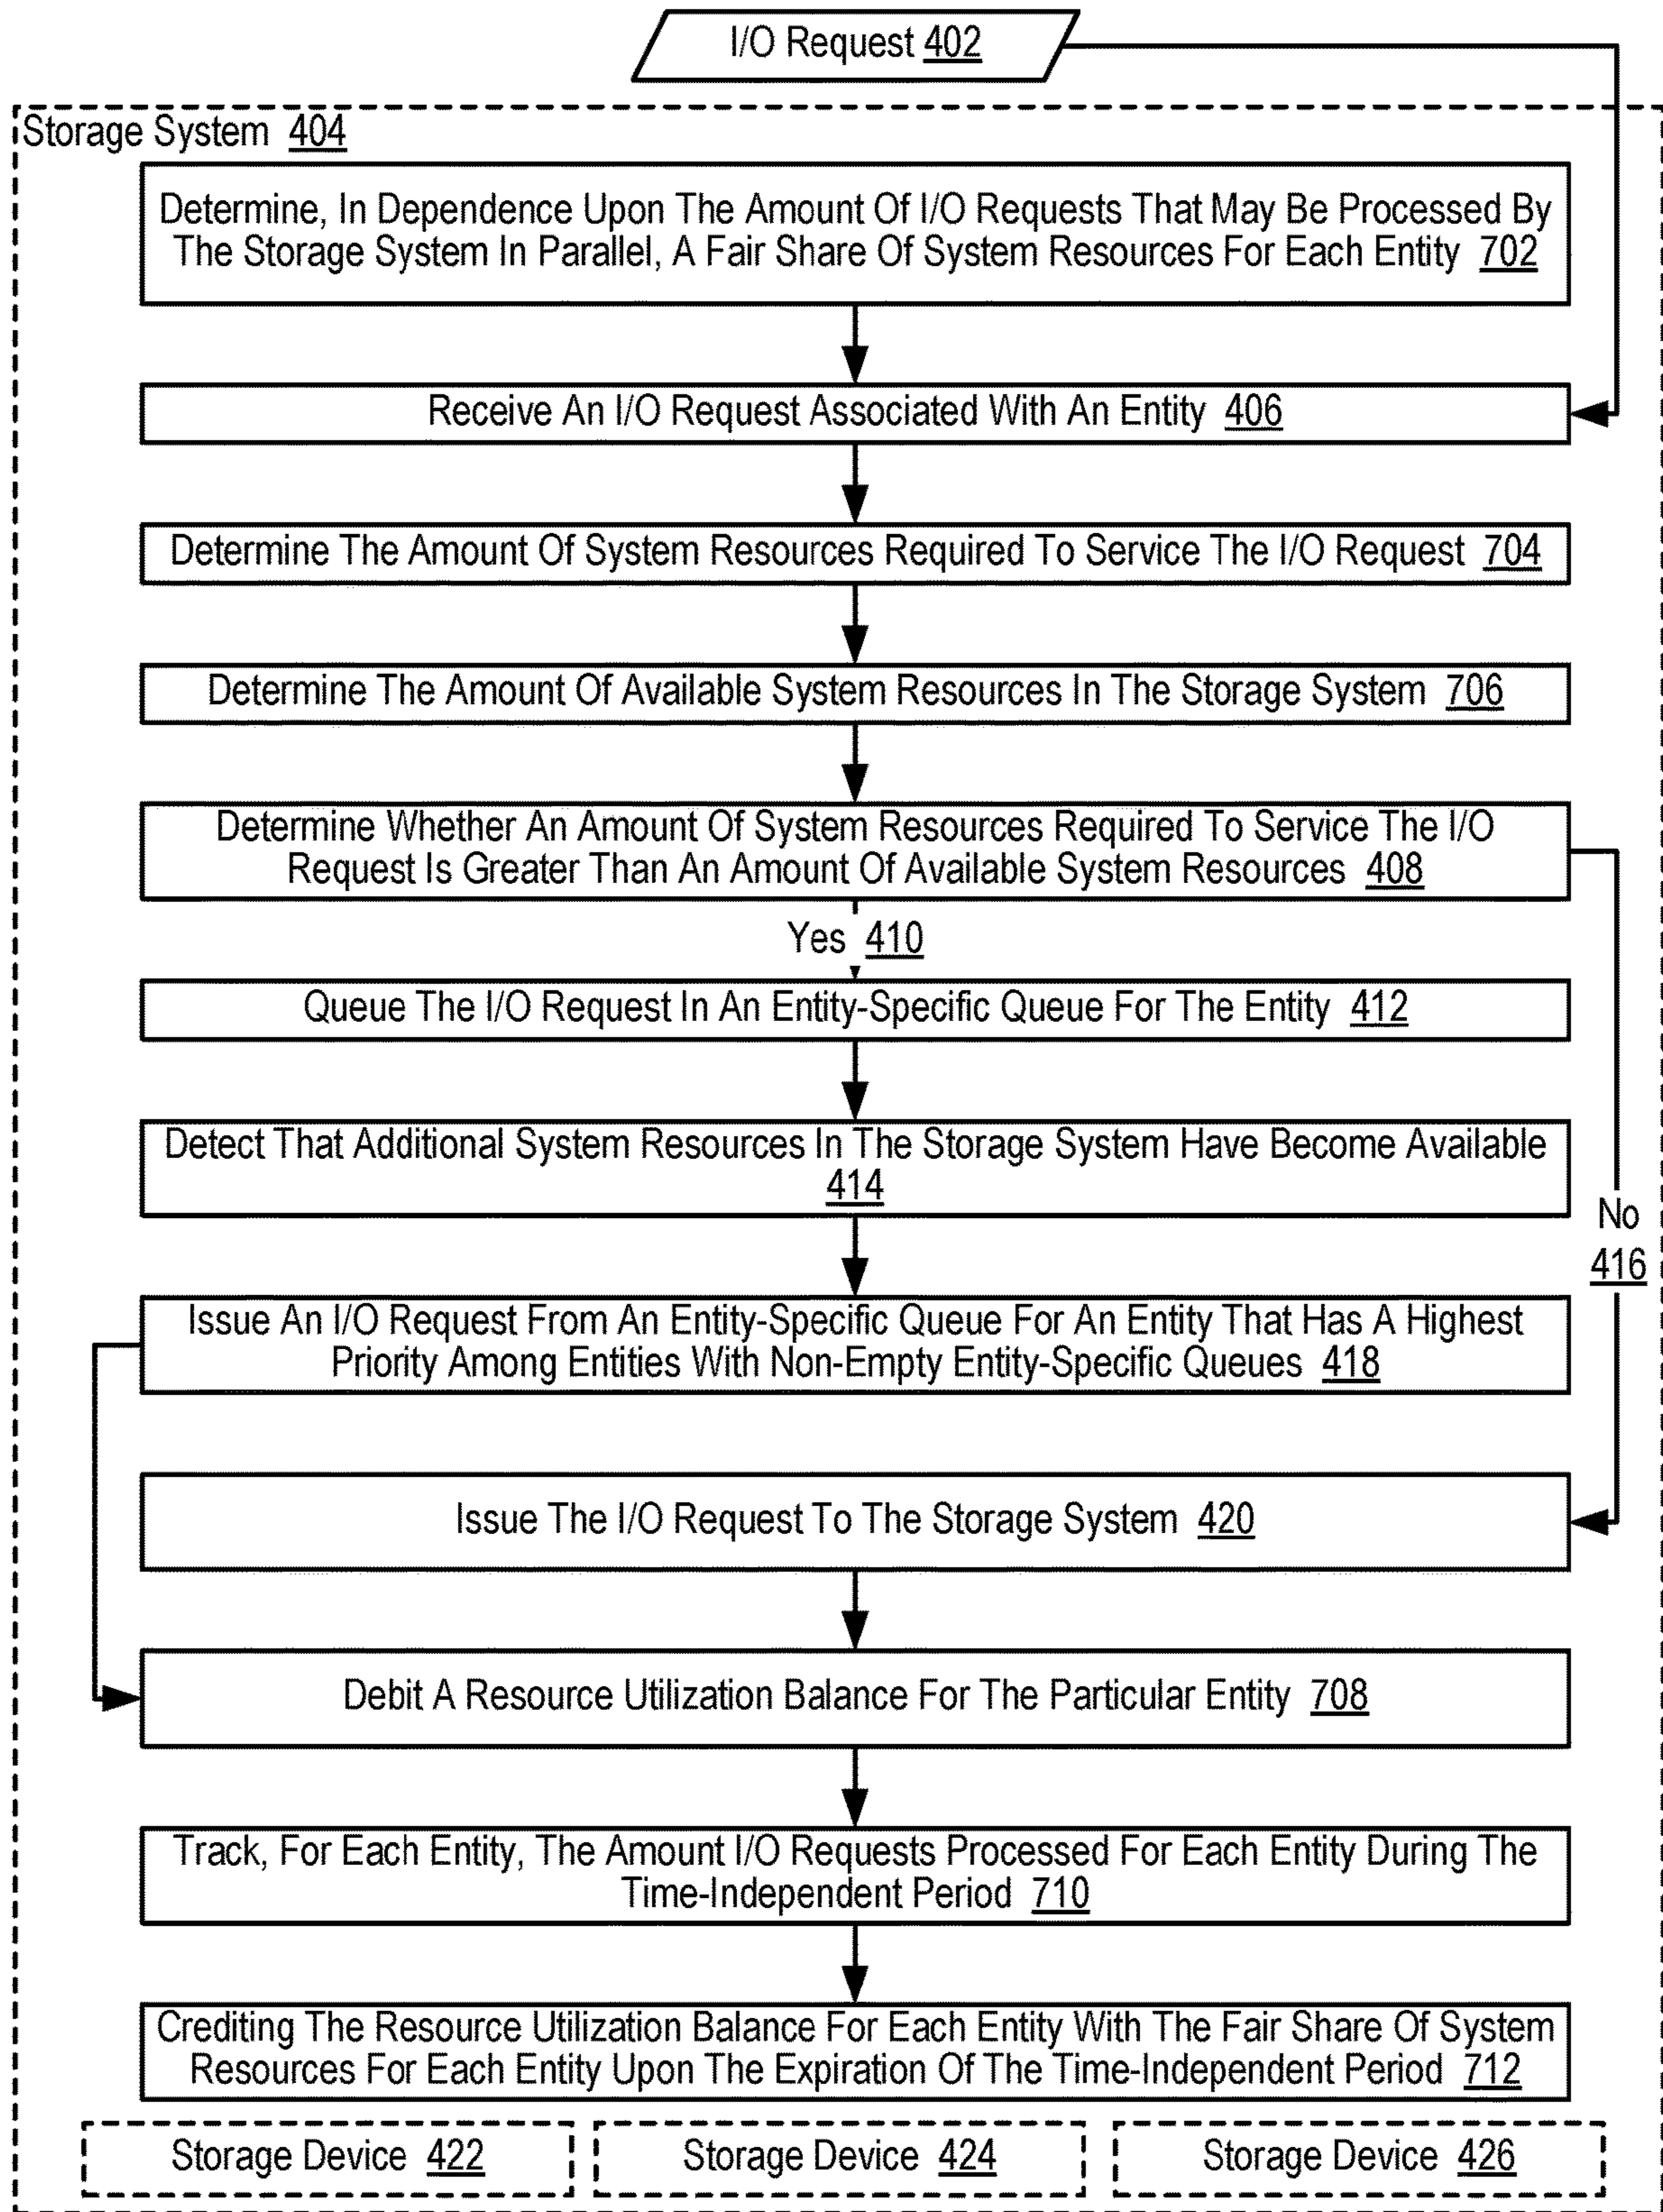 I/O Request 402
Storage System 404
Determine, In Dependence Upon The Amount Of I/O Requests That May Be Processed By
The Storage System In Parallel, A Fair Share Of System Resources For Each Entity 702
Receive An I/O Request Associated With An Entity 406
Determine The Amount Of System Resources Required To Service The I/O Request 704
Determine The Amount Of Available System Resources In The Storage System 706
Determine Whether An Amount Of System Resources Required To Service The I/O
Request Is Greater Than An Amount Of Available System Resources 408
Yes 410
Queue The I/O Request In An Entity-Specific Queue For The Entity 412
Detect That Additional System Resources In The Storage System Have Become Available
414
No
416
Issue An I/O Request From An Entity-Specific Queue For An Entity That Has A Highest
Priority Among Entities With Non-Empty Entity-Specific Queues 418
Issue The I/O Request To The Storage System 420
Debit A Resource Utilization Balance For The Particular Entity 708
Track, For Each Entity, The Amount I/O Requests Processed For Each Entity During The
Time-Independent Period 710
Crediting The Resource Utilization Balance For Each Entity With The Fair Share Of System
Resources For Each Entity Upon The Expiration Of The Time-Independent Period 712
Storage Device 422
Storage Device 424
Storage Device 426